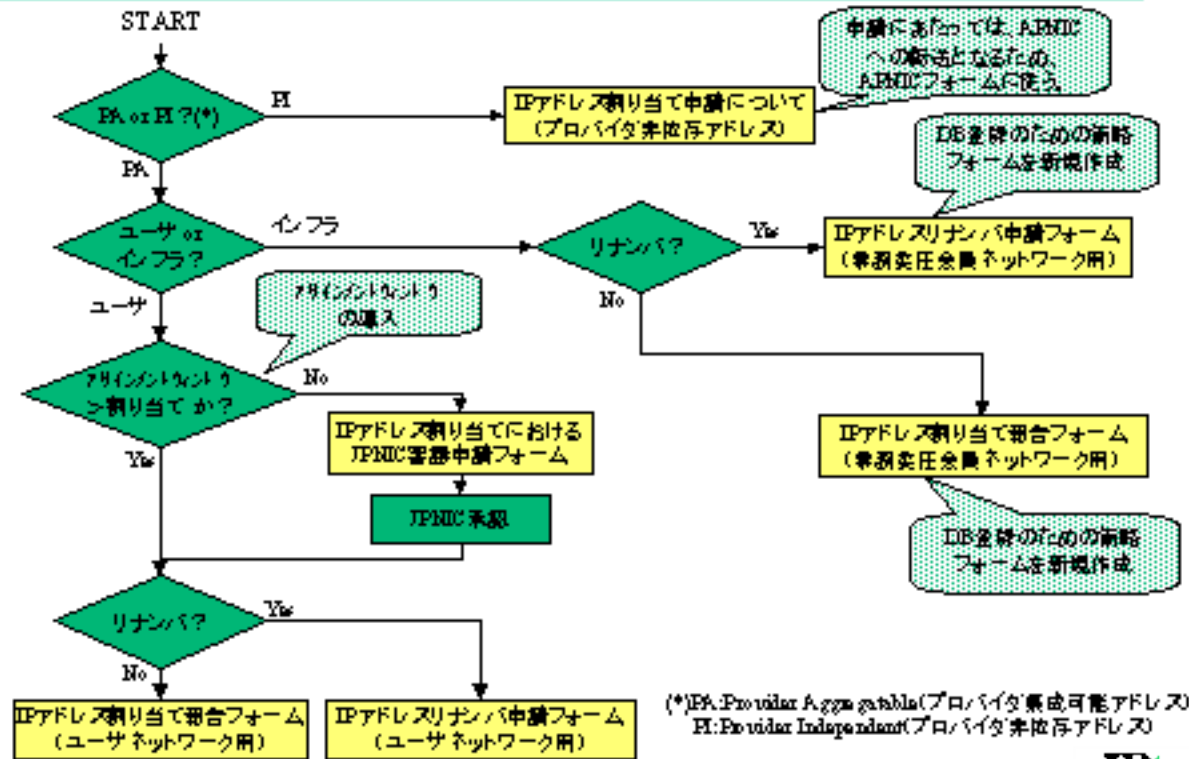 START
PA or PI ?(*)
PI
PA
IPアドレス割り当て申請について
(プロバイダ非依存アドレス)
申請にあたっては、APNIC
への転送となるため、
APNICフォームに従う。
DB登録のための簡略
フォームを新規作成
ユーザ or
インフラ?
インフラ
ユーザ
リナンバ?
Yes
No
IPアドレスリナンバ申請フォーム
(業務委任会員ネットワーク用)
アサインメントウィンドウ
の導入
アサインメントウィンドウ
>割り当て か?
No
Yes
IPアドレス割り当てにおける
JPNIC審議申請フォーム
JPNIC 承認
IPアドレス割り当て報告フォーム
(業務委任会員ネットワーク用)
DB登録のための簡略
フォームを新規作成
リナンバ?
Yes
No
IPアドレス割り当て報告フォーム
(ユーザネットワーク用)
IPアドレスリナンバ申請フォーム
(ユーザネットワーク用)
(*)PA:Provider Aggregatable(プロバイダ集成可能アドレス)
PI:Provider Independent(プロバイダ非依存アドレス)